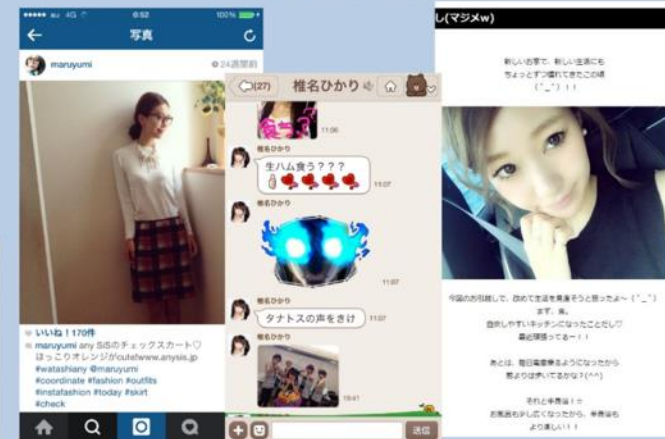 au 4G 0:52 100%
写真
maruyumi
24週間前
いいね!170件
maruyumi any SiSのチェックスカート♡
ほっこりオレンジがcute!www.anysis.jp
#watashiany @maruyumi
#coordinate #fashion #outfits
#instafashion #today #skirt
#check
(27) 椎名ひかり
11:06
椎名ひかり
生ハム食う???
11:07
椎名ひかり
11:07
椎名ひかり
タナトスの声をきけ
11:07
椎名ひかり
送信
し(マジメw)
新しいお家で、新しい生活にも
ちょっとずつ慣れてきたこの頃
今回のお引越して、改めて生活を見直そうと思ったよ〜
まず、食。
自炊しやすいキッチンになったことだし♡
最近頑張ってるー!!
あとは、毎日電車乗るようになったから
前よりは歩いてるかな?(^^)
それと半身浴!☆
お風呂も少し広くなったから、半身浴も
より楽しい!!